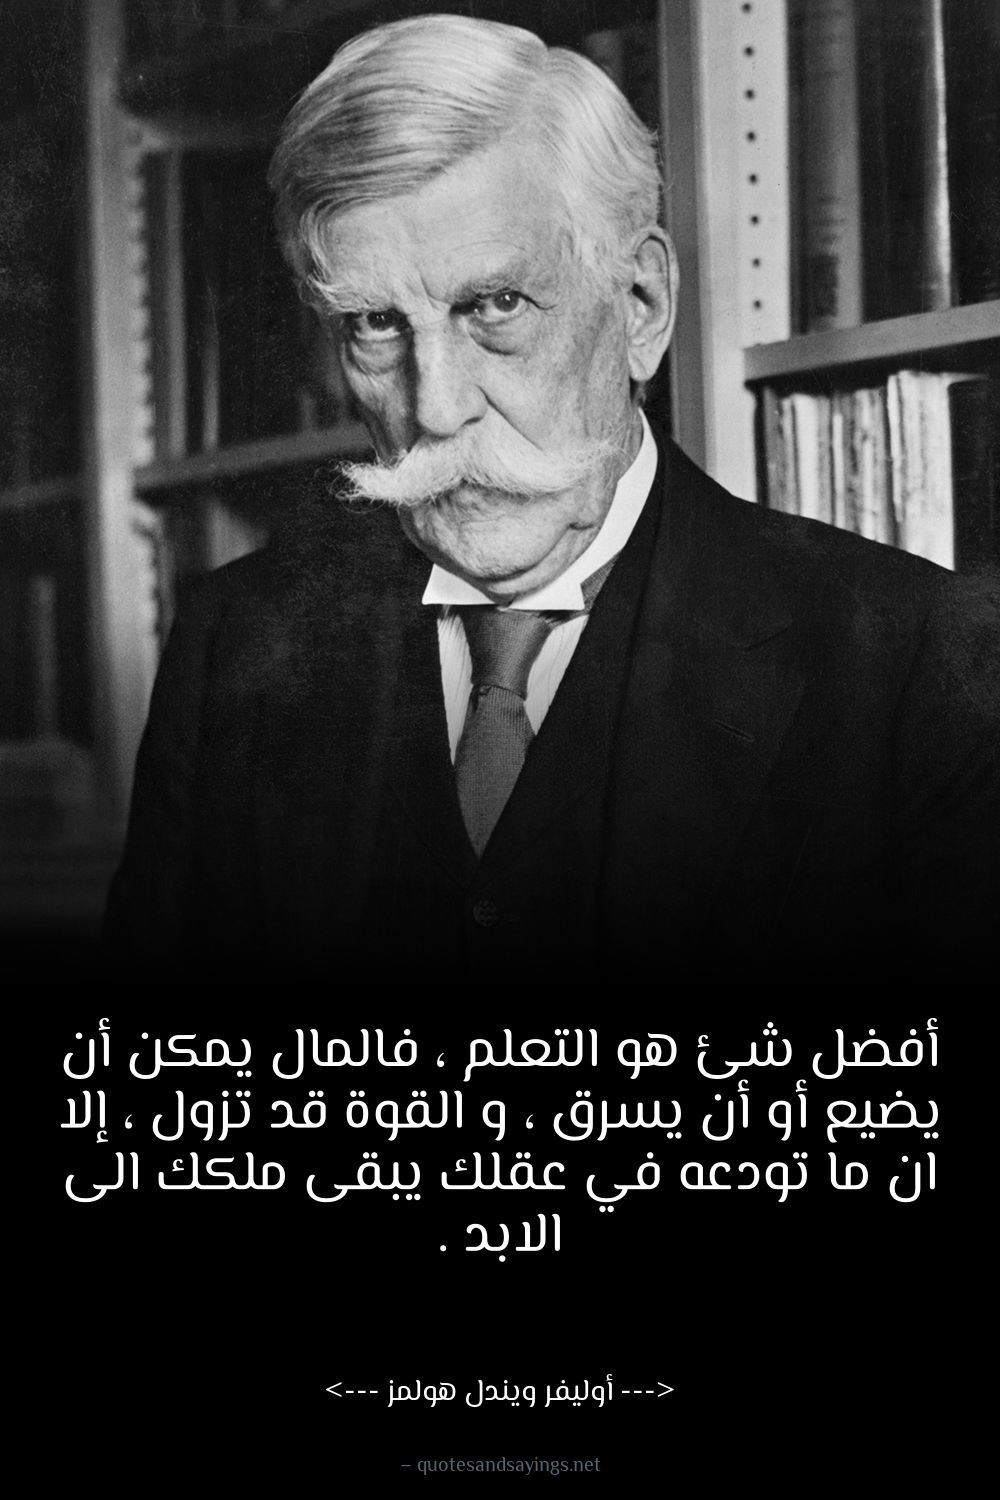 أفضل شئ هو التعلم ، فالمال يمكن أن
يضيع أو أن يسرق ، و القوة قد تزول ، إلا
ان ما تودعه في عقلك يبقى ملكك الى
الابد .
<--- أوليفر ويندل هولمز --->
– quotesandsayings.net